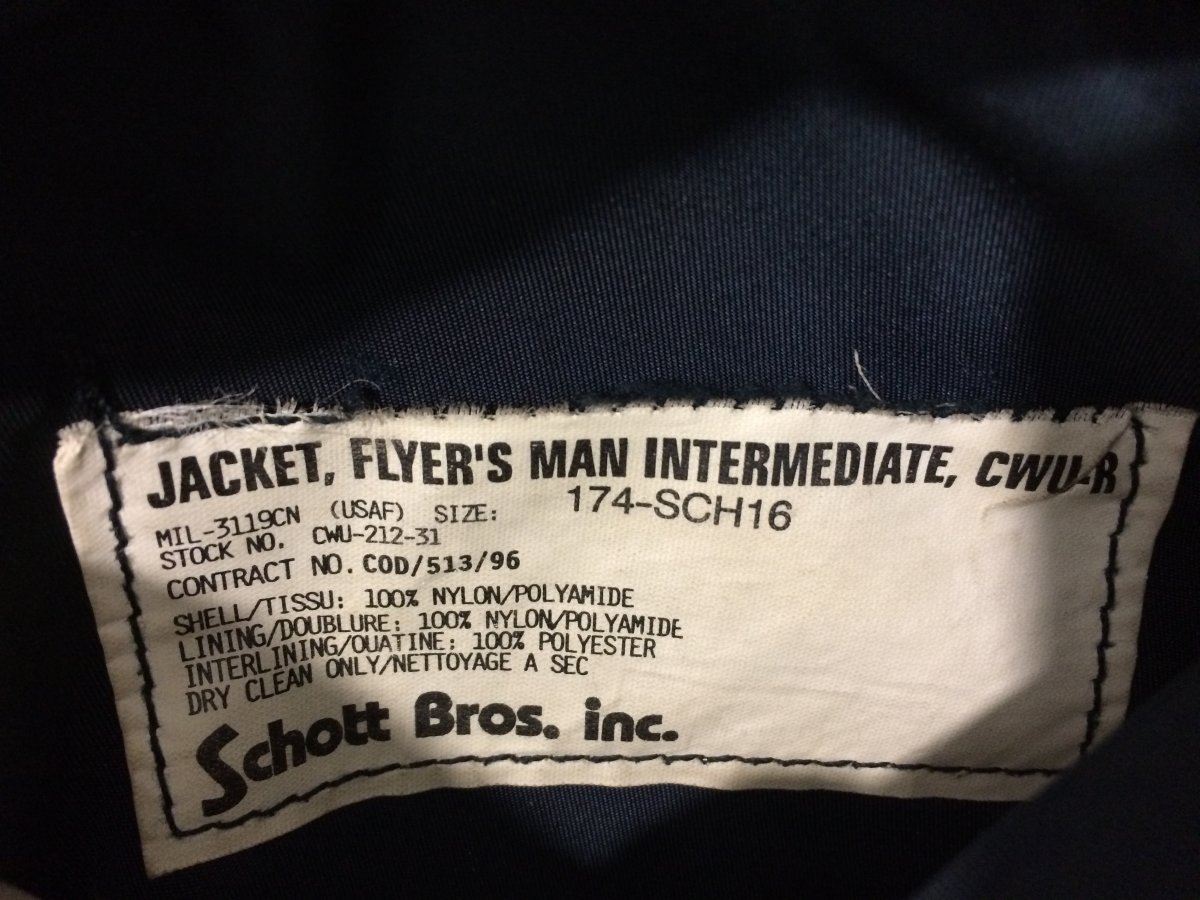 JACKET, FLYER'S MAN INTERMEDIATE, CWU-R
MIL-3119CN (USAF) SIZE: 174-SCH16
STOCK NO. CWU-212-31
CONTRACT NO. COD/513/96
SHELL/TISSU: 100% NYLON/POLYAMIDE
LINING/DOUBLURE: 100% NYLON/POLYAMIDE
INTERLINING/OUATINE: 100% POLYESTER
DRY CLEAN ONLY/NETTOYAGE A SEC
Schott Bros. inc.